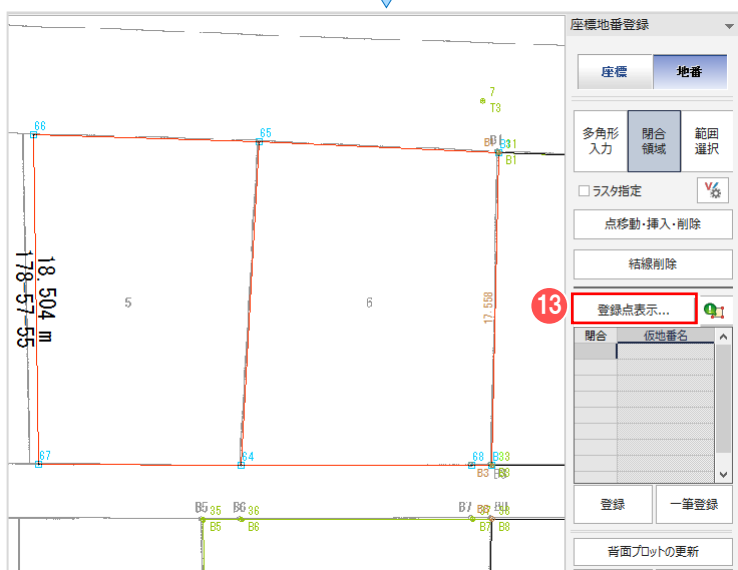 座標地番登録
座標 地番
多角形入力 閉合領域 範囲選択
ラスタ指定
点移動・挿入・削除
結線削除
13 登録点表示...
閉合 仮地番名
登録 一筆登録
背面プロットの更新
7
T3
66
65
B1
18.504 m
178-57-55
5
6
17.558
67
64
68
B3
B5 35 B6 36
B5 B6
B7
B7 B8